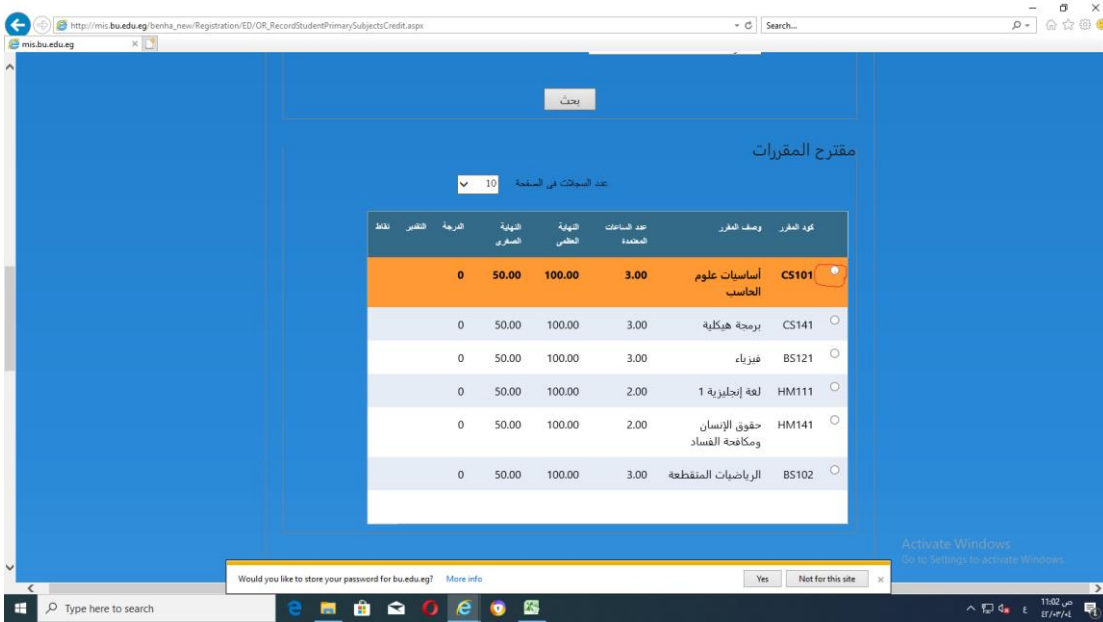 http://mis.bu.edu.eg/benha_new/Registration/ED/OR_RecordStudentPrimarySubjectsCredit.aspx
Search...
mis.bu.edu.eg
بحث
مقترح المقررات
عدد السجلات في الصفحة 10
كود المقرر وصف المقرر عدد الساعات المعتمدة النهاية العظمى النهاية الصغرى الدرجة التقدير نقاط
CS101 أساسيات علوم الحاسب 3.00 100.00 50.00 0
CS141 برمجة هيكلية 3.00 100.00 50.00 0
BS121 فيزياء 3.00 100.00 50.00 0
HM111 لغة إنجليزية 1 2.00 100.00 50.00 0
HM141 حقوق الإنسان ومكافحة الفساد 2.00 100.00 50.00 0
BS102 الرياضيات المتقطعة 3.00 100.00 50.00 0
Activate Windows
Go to Settings to activate Windows.
Would you like to store your password for bu.edu.eg? More info Yes Not for this site
Type here to search
ع
11:02 ص
٤٢/٠٣/٠٤